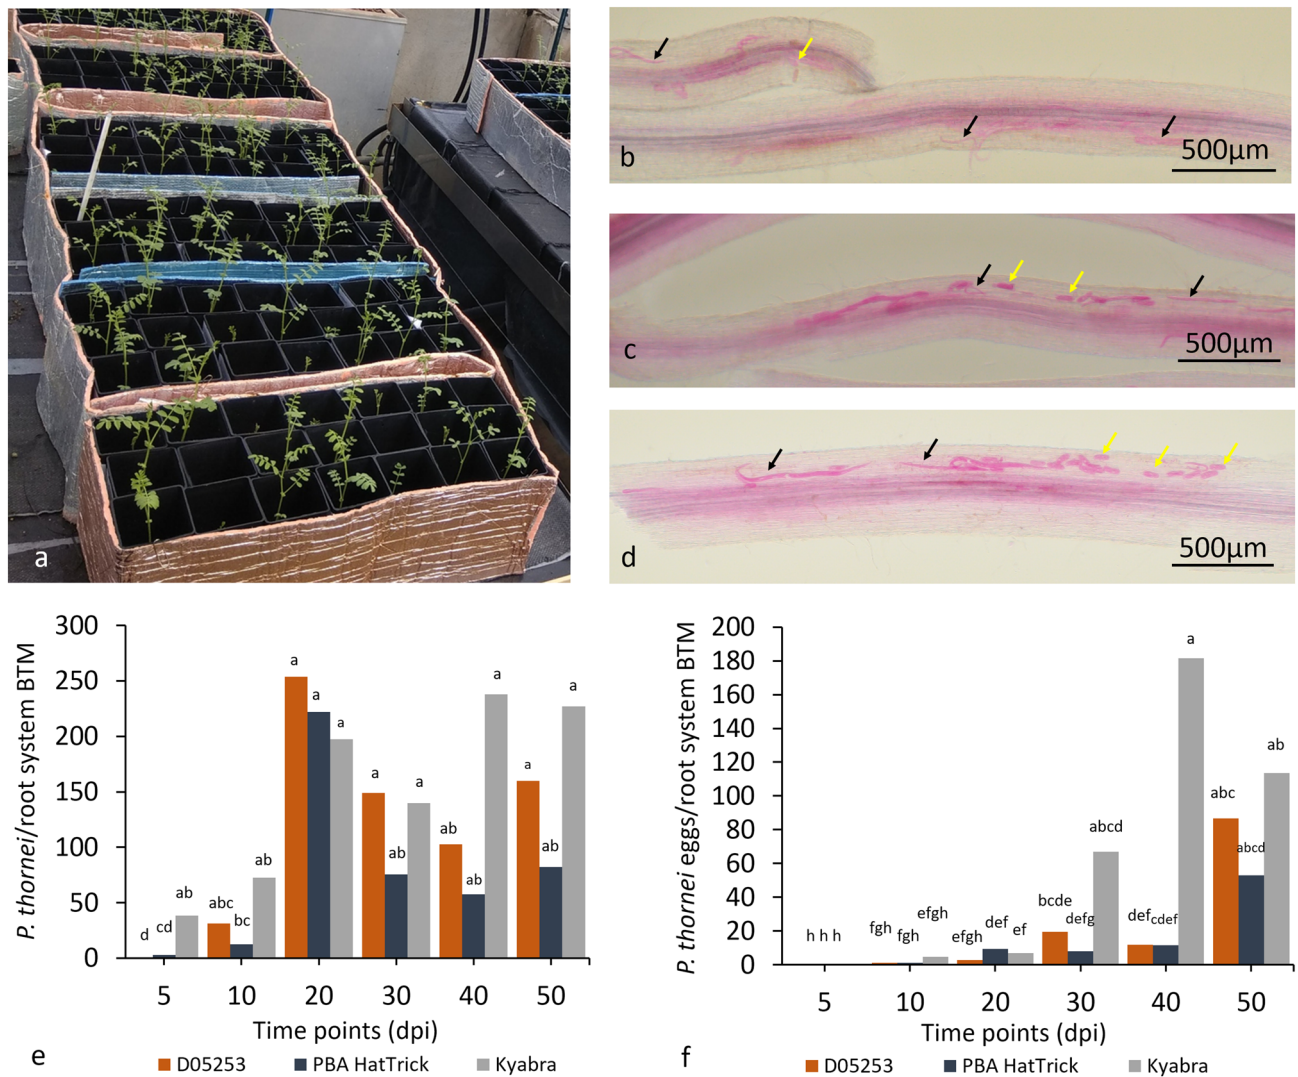 a
b
500µm
c
500µm
d
500µm
P. thornei/root system BTM
300
250
200
150
100
50
0
d
cd
ab
abc
bc
ab
a
a
a
a
ab
a
ab
ab
a
a
ab
a
5 10 20 30 40 50
Time points (dpi)
e
D05253 PBA HatTrick Kyabra
P. thornei eggs/root system BTM
200
180
160
140
120
100
80
60
40
20
0
h h h
fgh
fgh
efgh
efgh
def
ef
bcde
defg
abcd
def
cdef
a
abc
abcd
ab
5 10 20 30 40 50
Time points (dpi)
f
D05253 PBA HatTrick Kyabra